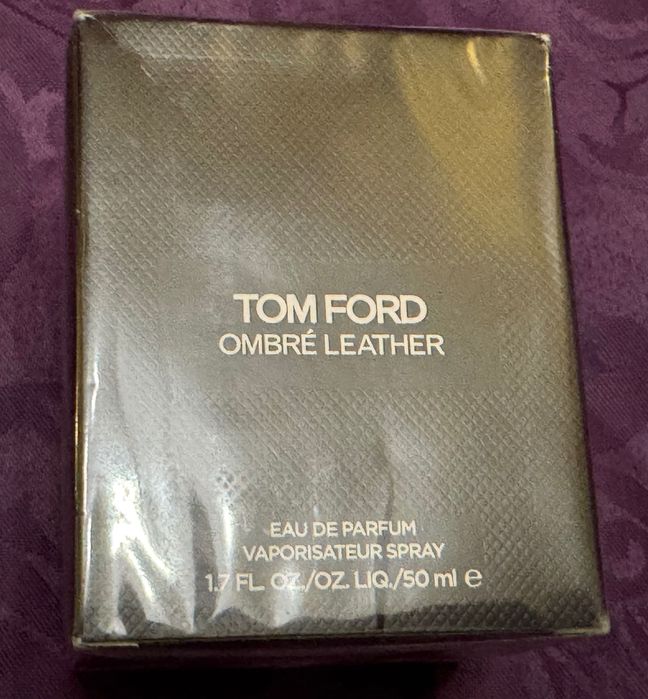 TOM FORD
OMBRÉ LEATHER
EAU DE PARFUM
VAPORISATEUR SPRAY
1.7 FL. OZ./OZ. LIQ./50 ml ℮